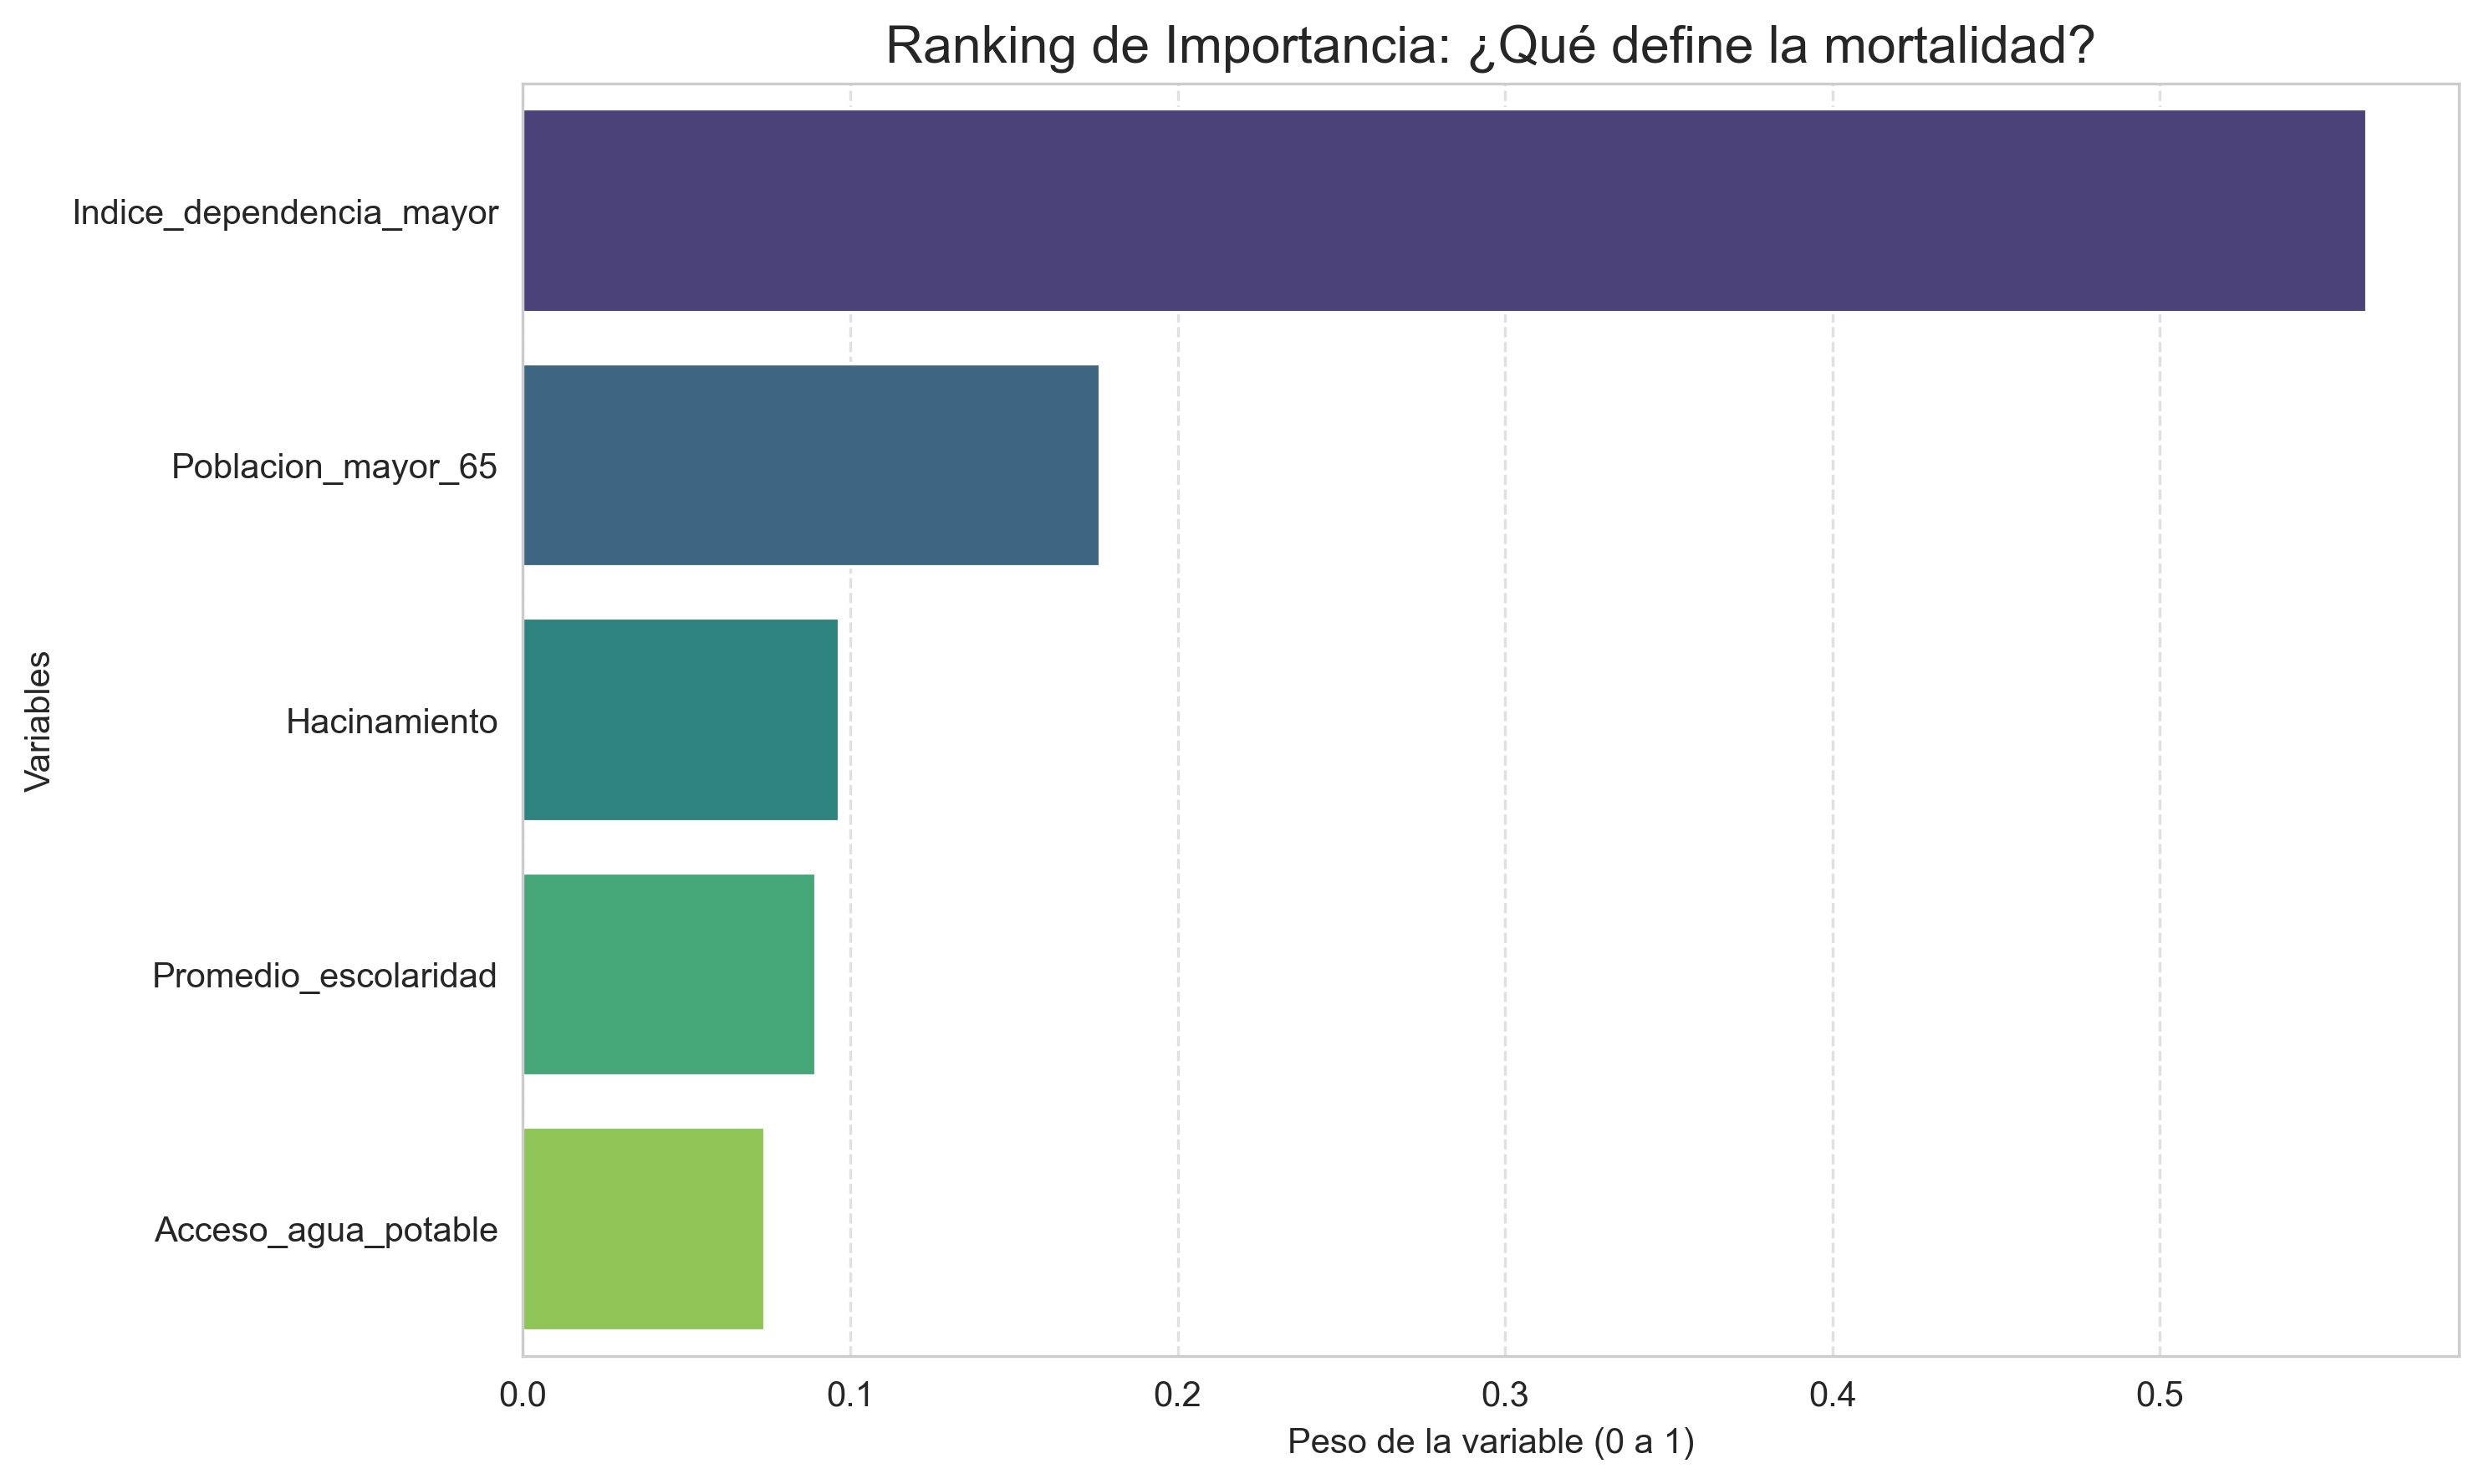 Ranking de Importancia: ¿Qué define la mortalidad?
Variables
Indice_dependencia_mayor
Poblacion_mayor_65
Hacinamiento
Promedio_escolaridad
Acceso_agua_potable
0.0 0.1 0.2 0.3 0.4 0.5
Peso de la variable (0 a 1)